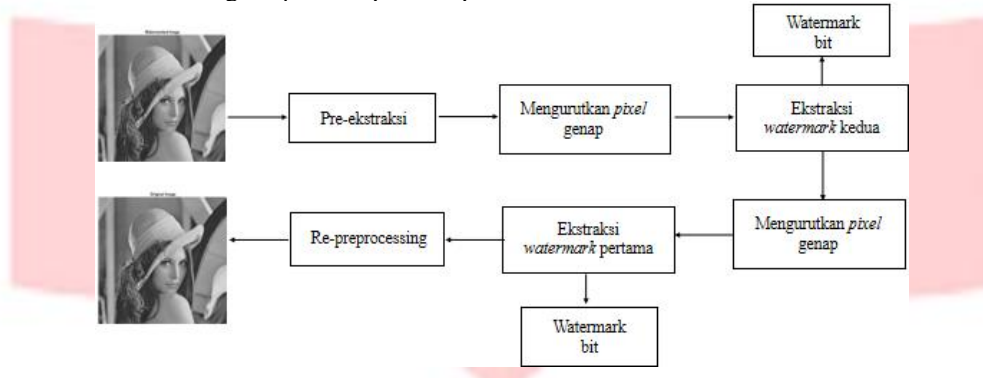 Watermark
bit
Pre-ekstraksi
Mengurutkan pixel
genap
Ekstraksi
watermark kedua
Re-preprocessing
Ekstraksi
watermark pertama
Mengurutkan pixel
genap
Watermark
bit